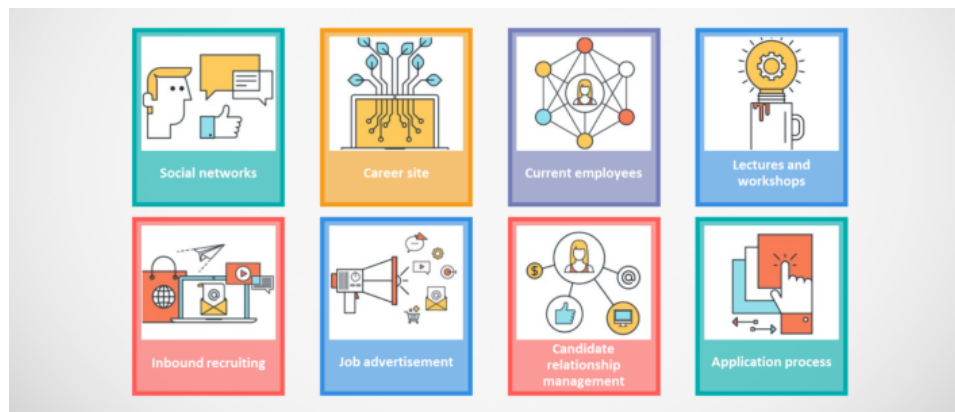 Social networks
Career site
Current employees
Lectures and
workshops
Inbound recruiting
Job advertisement
Candidate
relationship
management
Application process